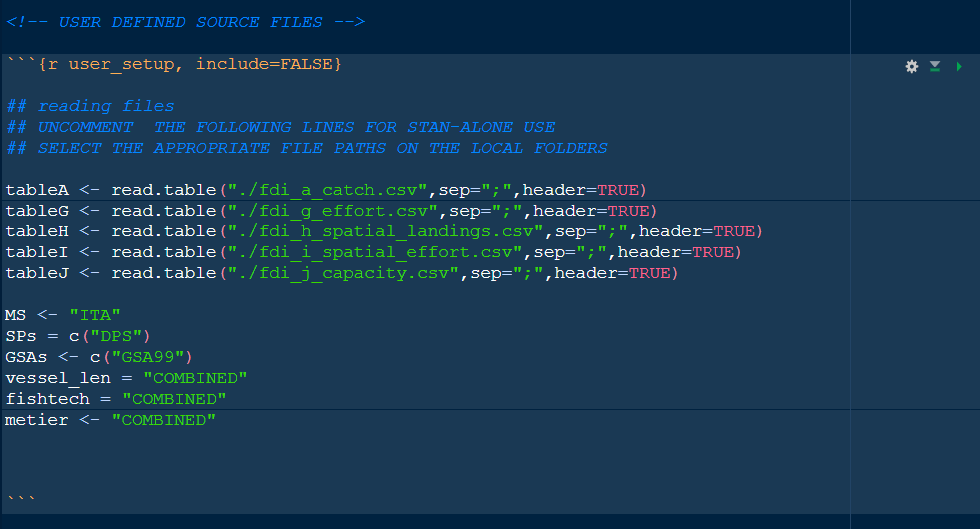 <!-- USER DEFINED SOURCE FILES -->
```{r user_setup, include=FALSE}
## reading files
## UNCOMMENT  THE FOLLOWING LINES FOR STAN-ALONE USE
## SELECT THE APPROPRIATE FILE PATHS ON THE LOCAL FOLDERS
tableA <- read.table("./fdi_a_catch.csv",sep=";",header=TRUE)
tableG <- read.table("./fdi_g_effort.csv",sep=";",header=TRUE)
tableH <- read.table("./fdi_h_spatial_landings.csv",sep=";",header=TRUE)
tableI <- read.table("./fdi_i_spatial_effort.csv",sep=";",header=TRUE)
tableJ <- read.table("./fdi_j_capacity.csv",sep=";",header=TRUE)
MS <- "ITA"
SPs = c("DPS")
GSAs <- c("GSA99")
vessel_len = "COMBINED"
fishtech = "COMBINED"
metier <- "COMBINED"
```